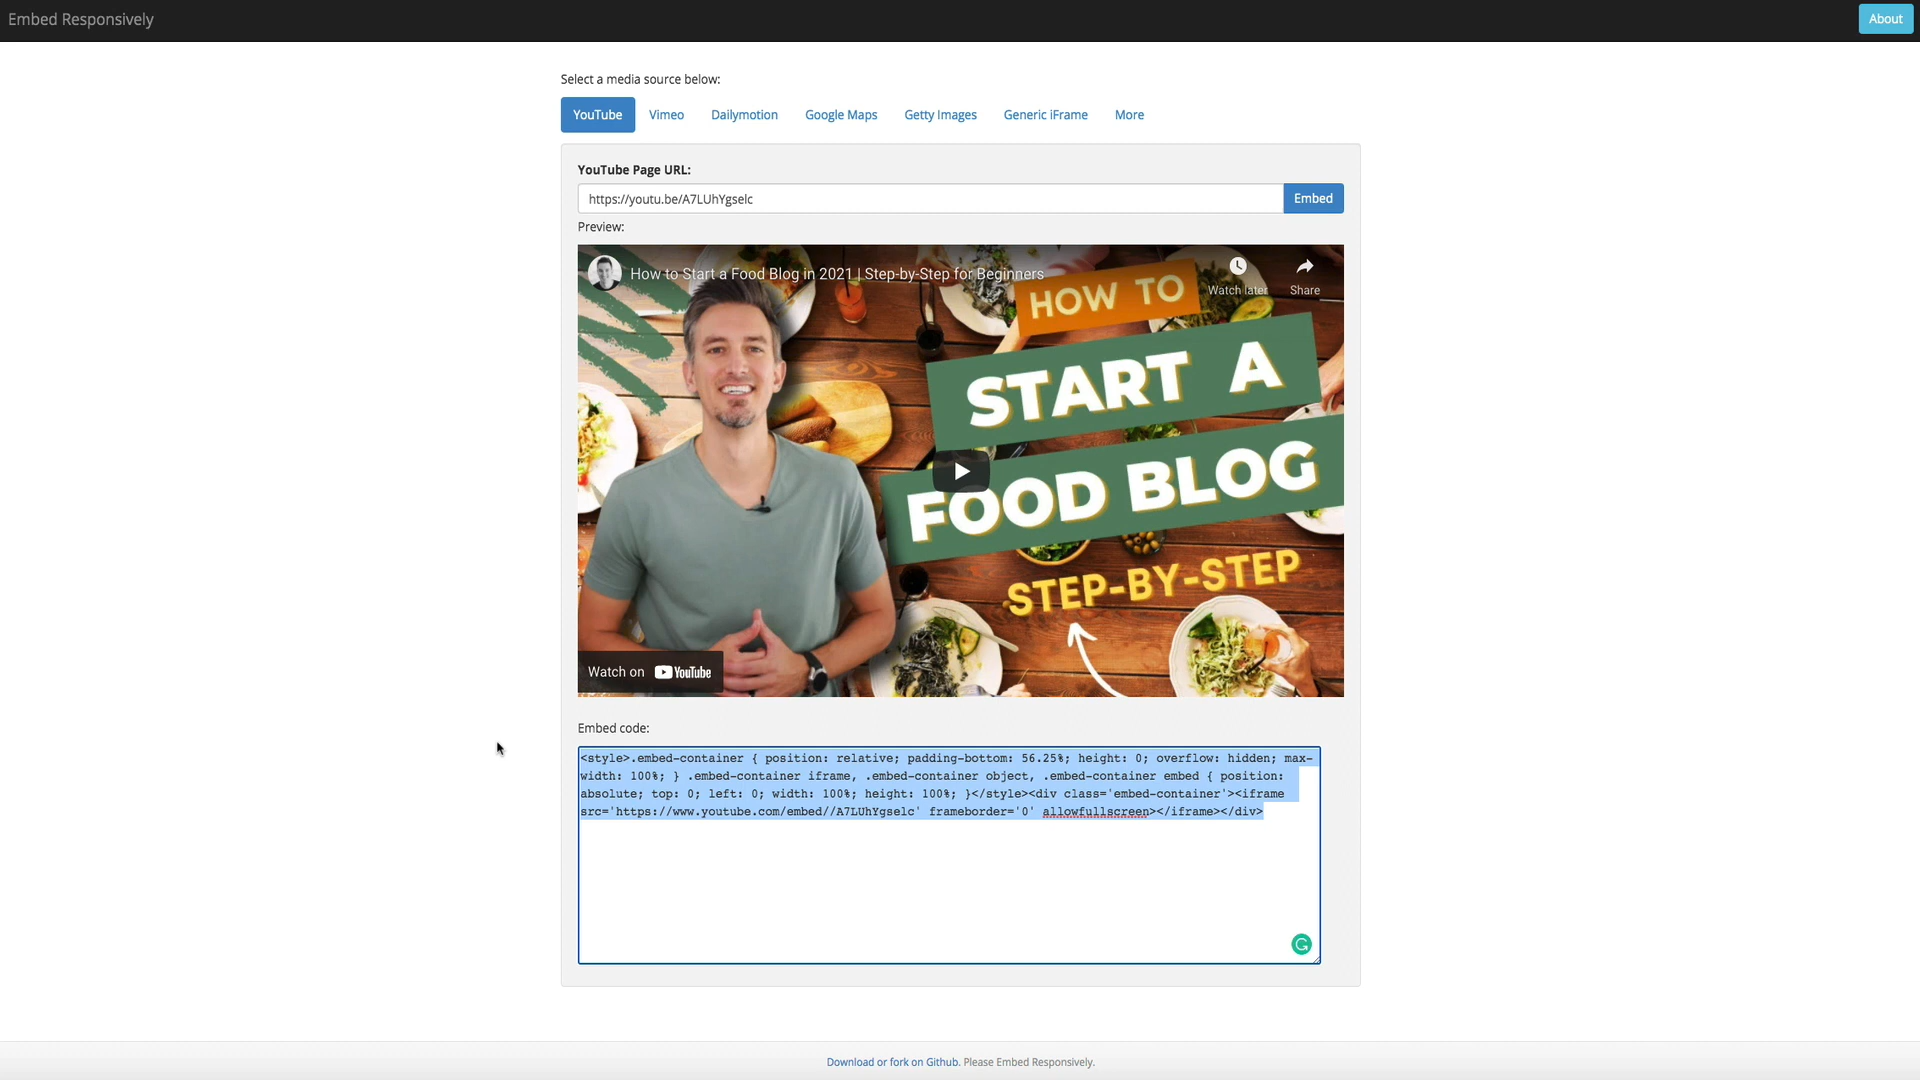 Embed Responsively
About
Select a media source below:
YouTube Vimeo Dailymotion Google Maps Getty Images Generic iFrame More
YouTube Page URL:
https://youtu.be/A7LUhYgselc
Embed
Preview:
How to Start a Food Blog in 2021 | Step-by-Step for Beginners
Watch later
Share
HOW TO
START A
FOOD BLOG
STEP-BY-STEP
Watch on YouTube
Embed code:
<style>.embed-container { position: relative; padding-bottom: 56.25%; height: 0; overflow: hidden; max-
width: 100%; } .embed-container iframe, .embed-container object, .embed-container embed { position:
absolute; top: 0; left: 0; width: 100%; height: 100%; }</style><div class='embed-container'><iframe
src='https://www.youtube.com/embed//A7LUhYgselc' frameborder='0' allowfullscreen></iframe></div>
Download or fork on Github. Please Embed Responsively.